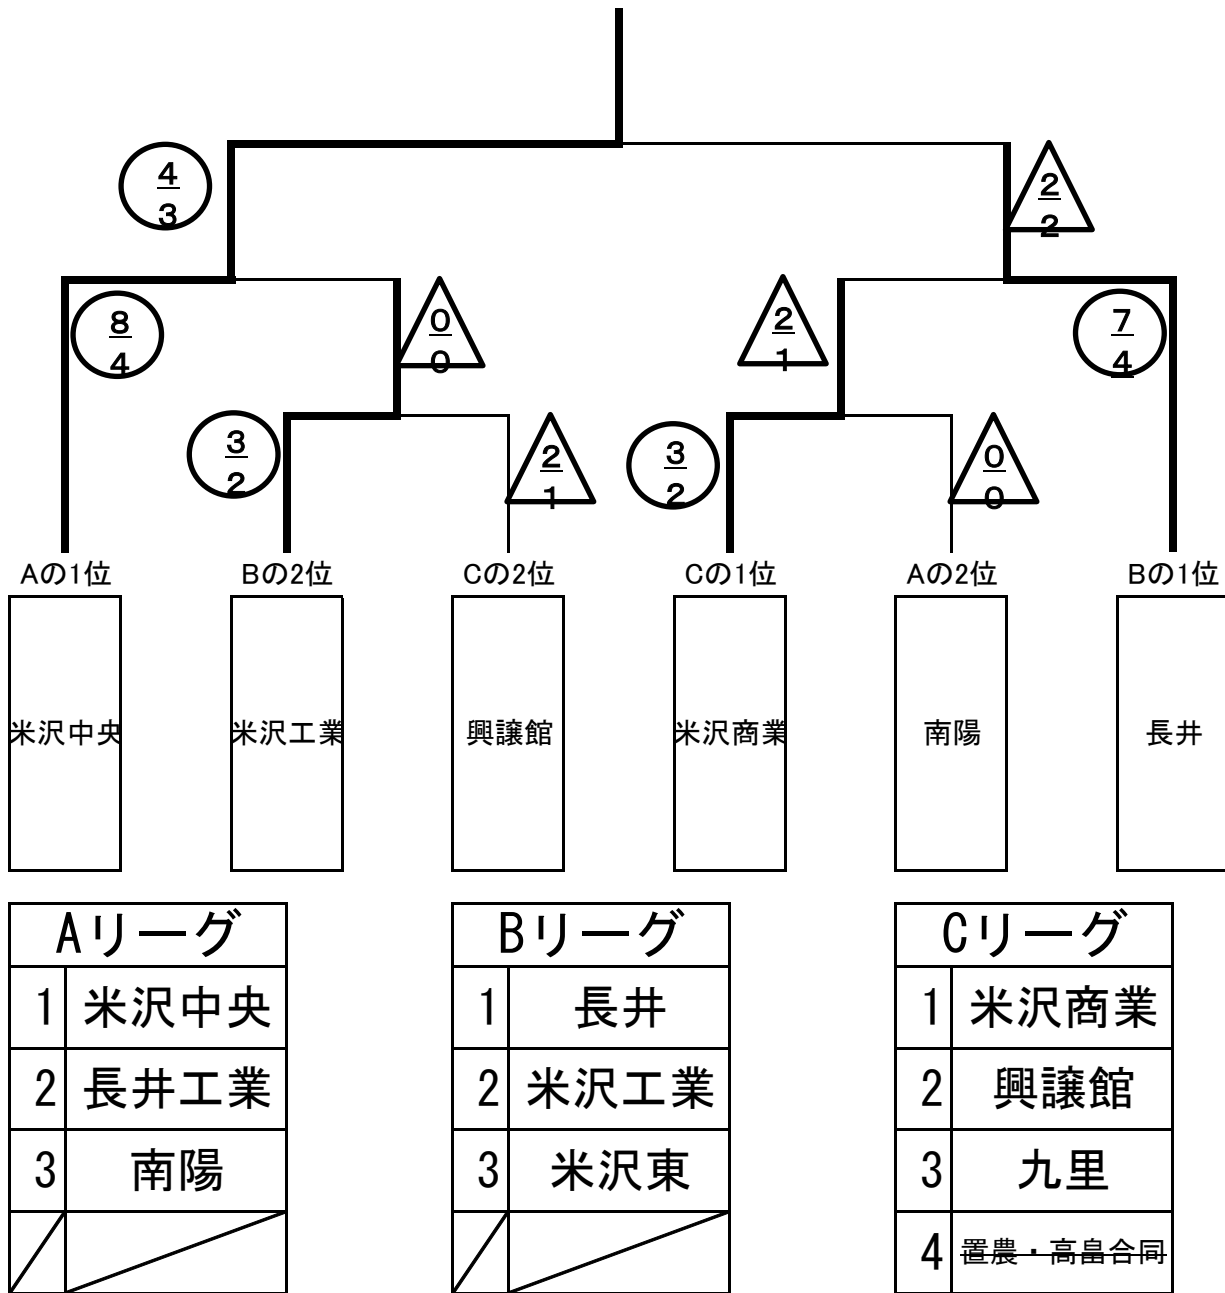 4
3
2
2
8
4
0
0
2
1
7
4
3
2
2
1
3
2
0
0
Aの1位
Bの2位
Cの2位
Cの1位
Aの2位
Bの1位
米沢中央
米沢工業
興譲館
米沢商業
南陽
長井
Aリーグ
1 米沢中央
2 長井工業
3 南陽
Bリーグ
1 長井
2 米沢工業
3 米沢東
Cリーグ
1 米沢商業
2 興譲館
3 九里
4 置農・高畠合同